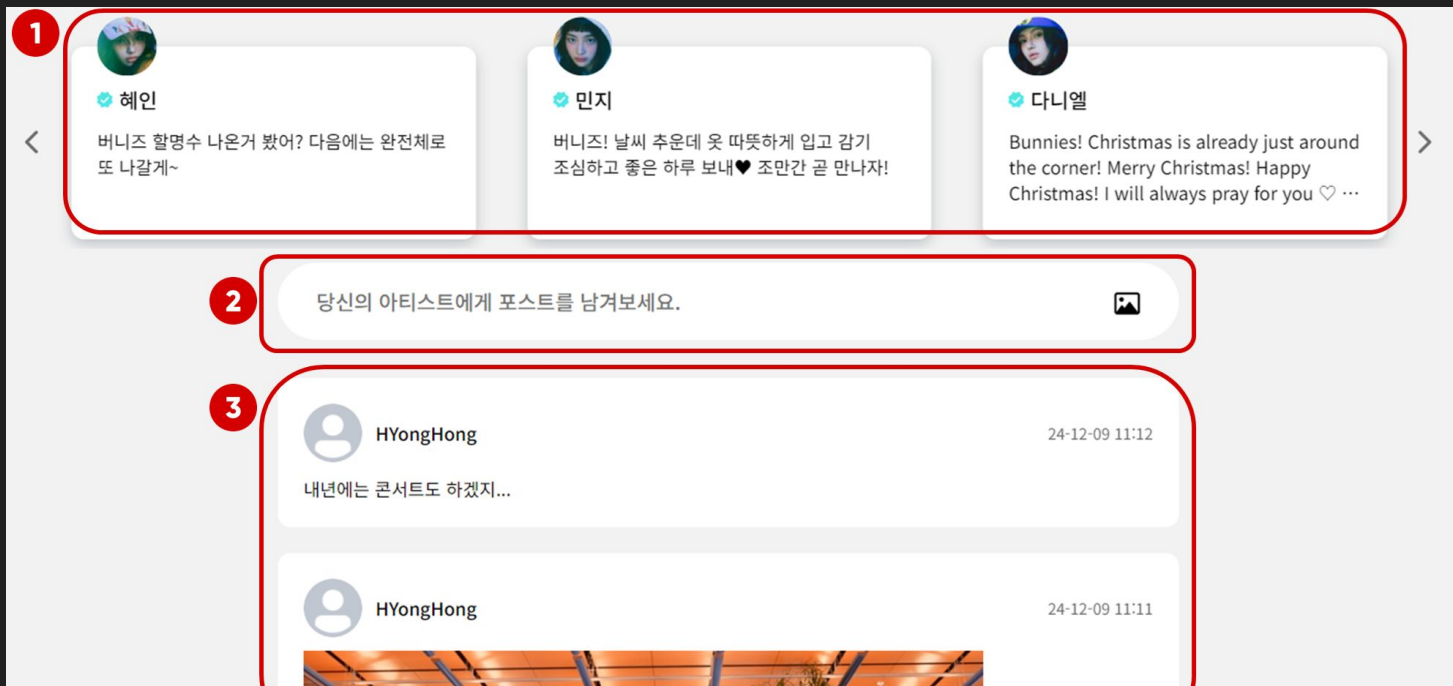 1
혜인
버니즈 할명수 나온거 봤어? 다음에는 완전체로
또 나갈게~
민지
버니즈! 날씨 추운데 옷 따뜻하게 입고 감기
조심하고 좋은 하루 보내♥ 조만간 곧 만나자!
다니엘
Bunnies! Christmas is already just around
the corner! Merry Christmas! Happy
Christmas! I will always pray for you ♡ ⋯
2
당신의 아티스트에게 포스트를 남겨보세요.
3
HYongHong 24-12-09 11:12
내년에는 콘서트도 하겠지...
HYongHong 24-12-09 11:11